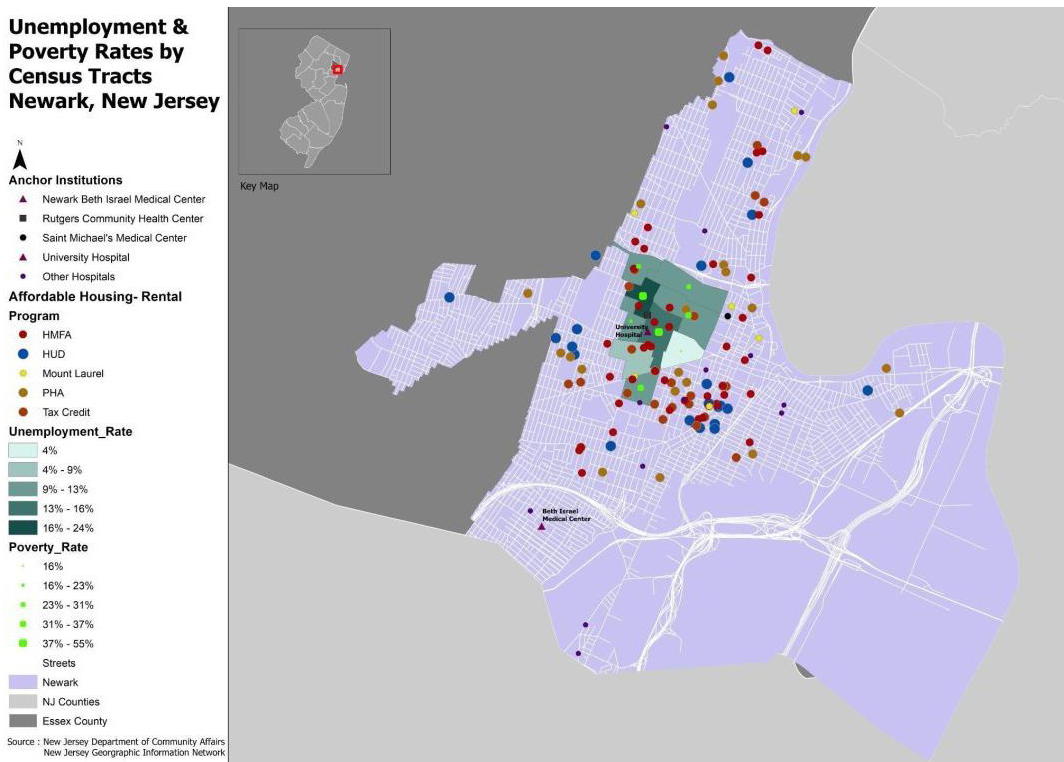 Unemployment &
Poverty Rates by
Census Tracts
Newark, New Jersey
N
Anchor Institutions
Newark Beth Israel Medical Center
Rutgers Community Health Center
Saint Michael's Medical Center
University Hospital
Other Hospitals
Affordable Housing- Rental
Program
HMFA
HUD
Mount Laurel
PHA
Tax Credit
Unemployment_Rate
4%
4% - 9%
9% - 13%
13% - 16%
16% - 24%
Poverty_Rate
16%
16% - 23%
23% - 31%
31% - 37%
37% - 55%
Streets
Newark
NJ Counties
Essex County
Source : New Jersey Department of Community Affairs
New Jersey Georgraphic Information Network
Key Map
University
Hospital
Beth Israel
Medical Center